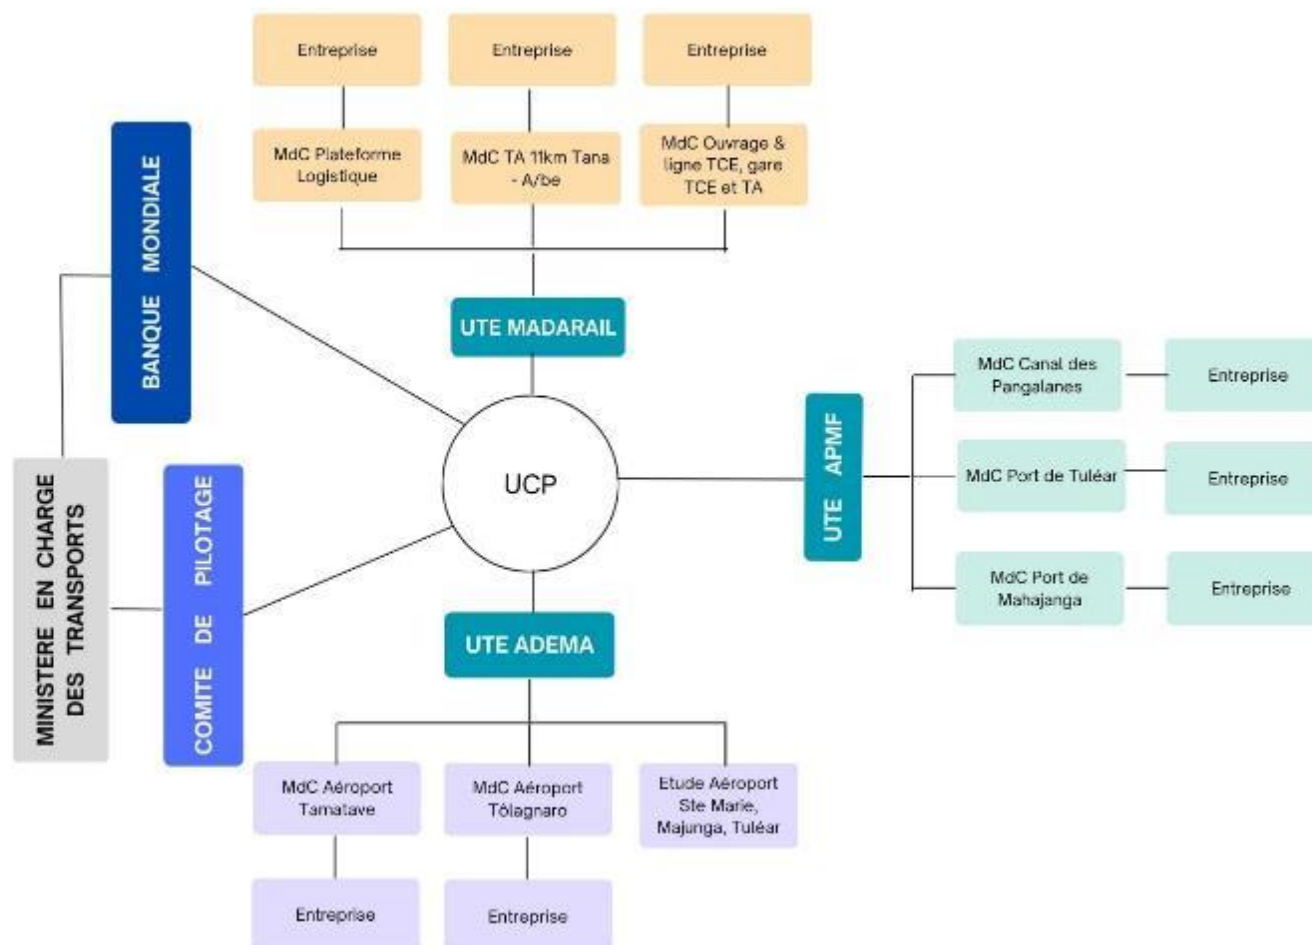 Entreprise
Entreprise
Entreprise
MdC Plateforme
Logistique
MdC TA 11km Tana
- A/be
MdC Ouvrage &
ligne TCE, gare
TCE et TA
BANQUE MONDIALE
UTE MADARAIL
MINISTERE EN CHARGE
DES TRANSPORTS
COMITE DE PILOTAGE
UCP
UTE APMF
MdC Canal des
Pangalanes
Entreprise
MdC Port de Tuléar
Entreprise
MdC Port de
Mahajanga
Entreprise
UTE ADEMA
MdC Aéroport
Tamatave
MdC Aéroport
Tôlagnaro
Etude Aéroport
Ste Marie,
Majunga, Tuléar
Entreprise
Entreprise